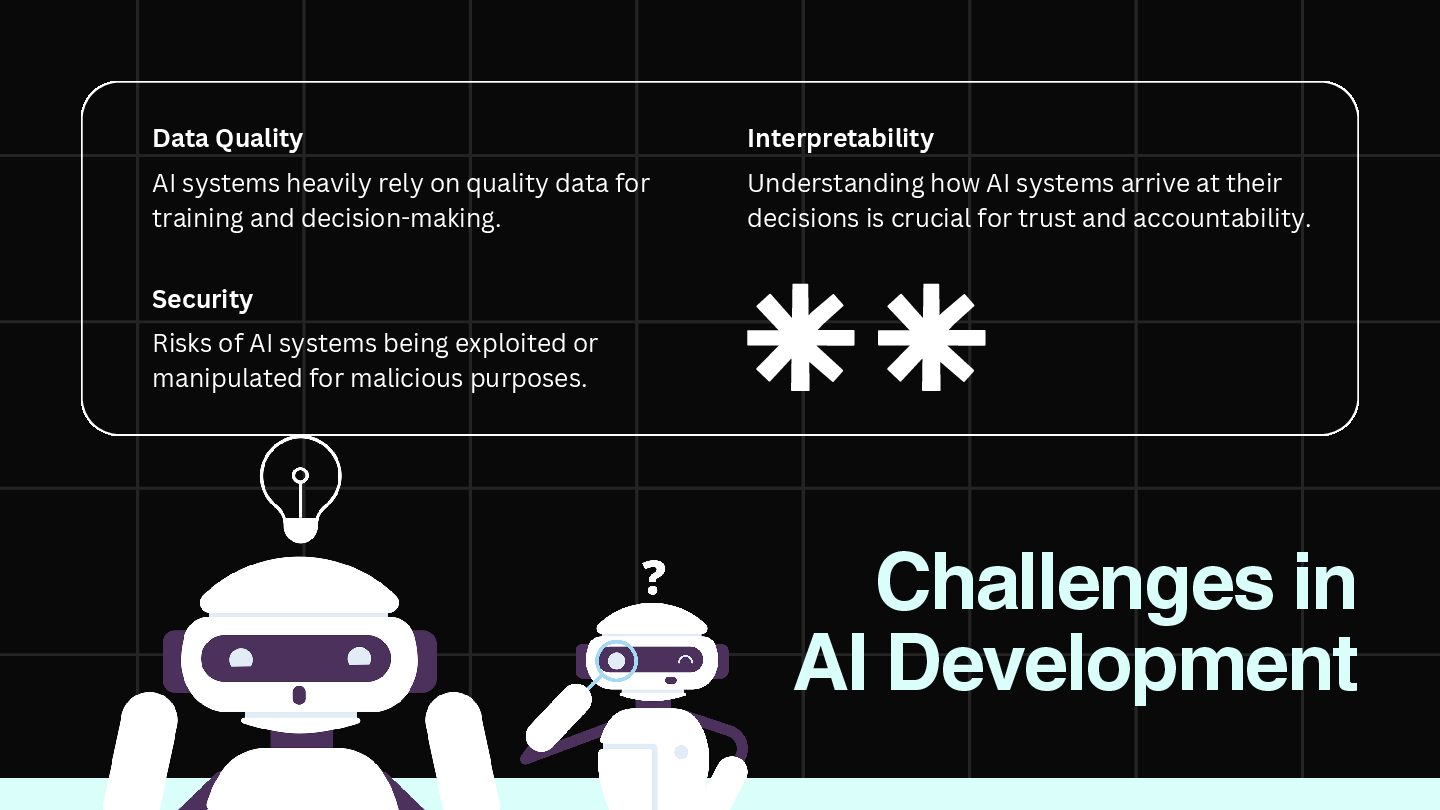 Data Quality
AI systems heavily rely on quality data for
training and decision-making.
Interpretability
Understanding how AI systems arrive at their
decisions is crucial for trust and accountability.
Security
Risks of AI systems being exploited or
manipulated for malicious purposes.
?
Challenges in
AI Development